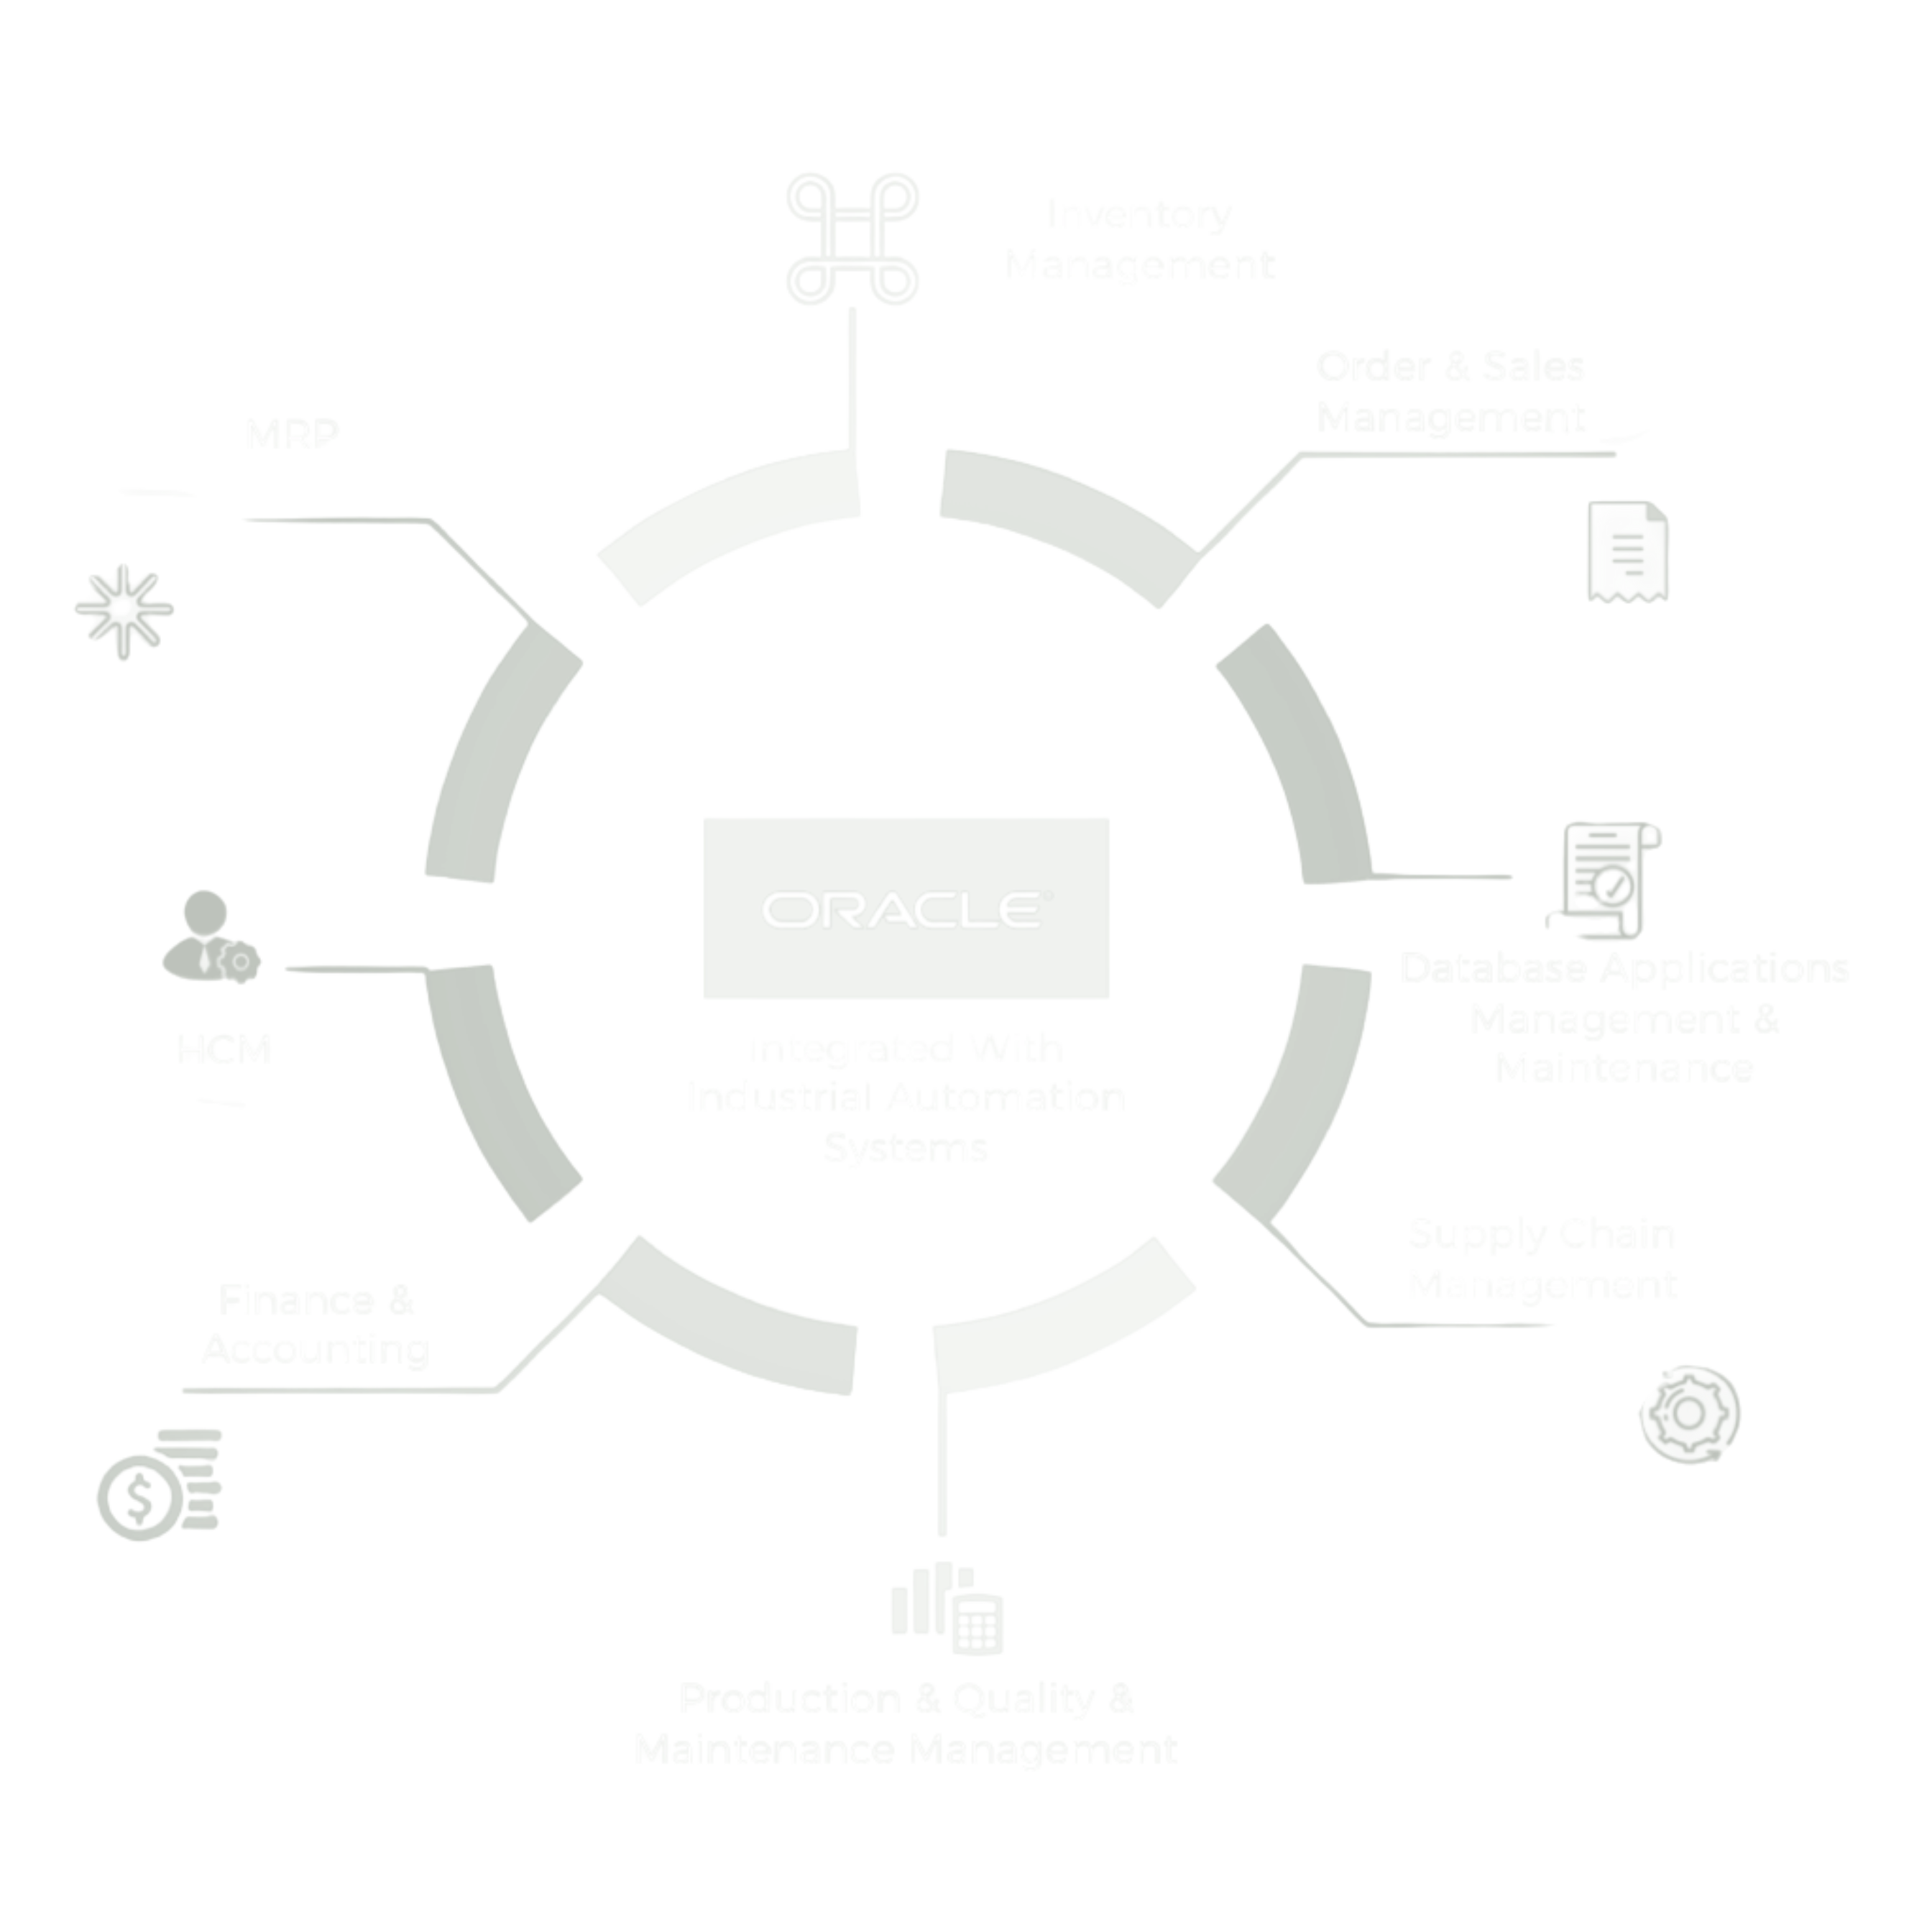 Inventory
Management
Order & Sales
Management
MRP
ORACLE®
Database Applications
Management &
Maintenance
HCM
Integrated With
Industrial Automation
Systems
Supply Chain
Management
Finance &
Accounting
$
Production & Quality &
Maintenance Management